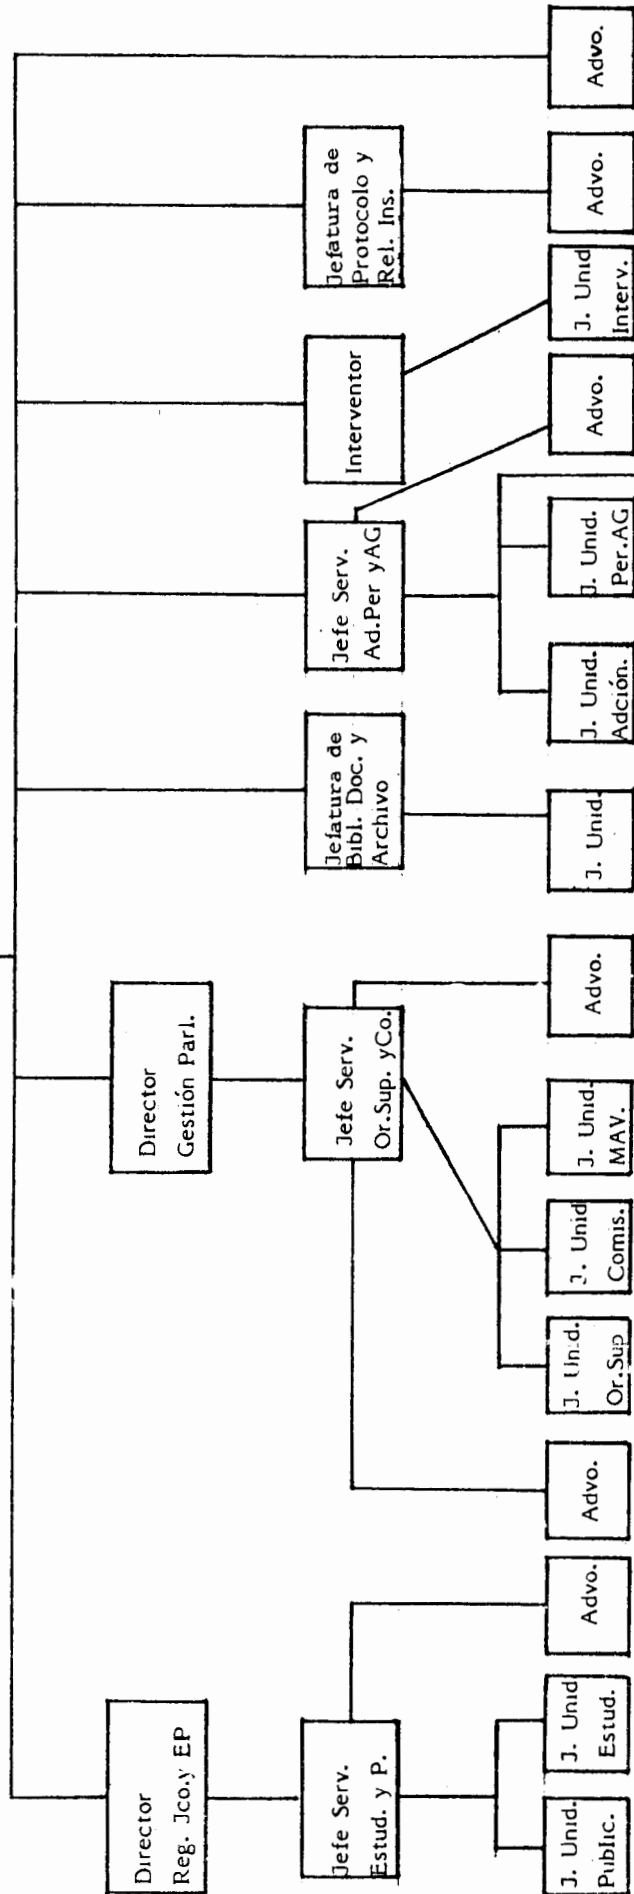 Director
Reg. Jco.y EP
Director
Gestión Parl.
Jefe Serv.
Estud. y P.
Jefe Serv.
Or.Sup. yCo.
Jefatura de
Bibl. Doc. y
Archivo
Jefe Serv.
Ad.Per yAG
Interventor
Jefatura de
Protocolo y
Rel. Ins.
J. Unid.
Public.
J. Unid
Estud.
Advo.
Advo.
J. Unid.
Or.Sup
J. Unid
Comis.
J. Unid.
MAV.
Advo.
J. Unid.
J. Unid.
Adción.
J. Unid.
Per.AG
Advo.
J. Unid
Interv.
Advo.
Advo.